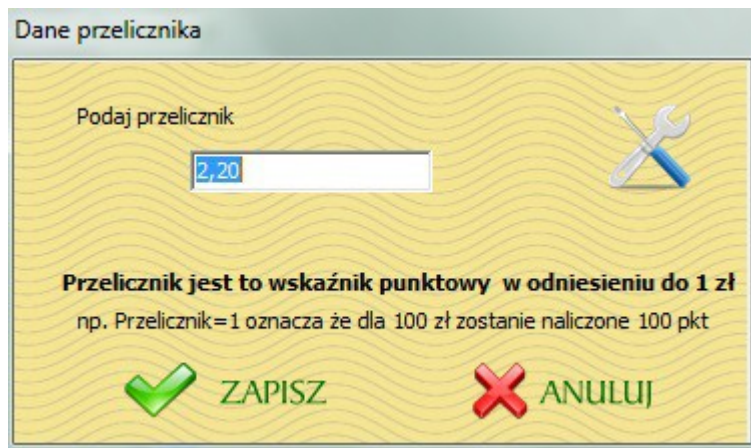 Dane przelicznika
Podaj przelicznik
2,20
Przelicznik jest to wskaźnik punktowy w odniesieniu do 1 zł
np. Przelicznik=1 oznacza że dla 100 zł zostanie naliczone 100 pkt
ZAPISZ ANULUJ